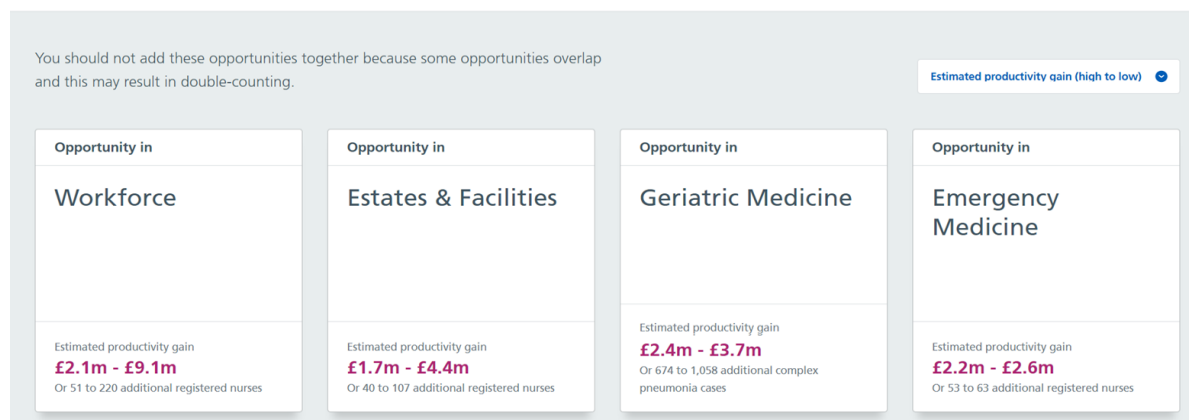 You should not add these opportunities together because some opportunities overlap
and this may result in double-counting.
Estimated productivity gain (high to low)
Opportunity in
Workforce
Estimated productivity gain
£2.1m - £9.1m
Or 51 to 220 additional registered nurses
Opportunity in
Estates & Facilities
Estimated productivity gain
£1.7m - £4.4m
Or 40 to 107 additional registered nurses
Opportunity in
Geriatric Medicine
Estimated productivity gain
£2.4m - £3.7m
Or 674 to 1,058 additional complex
pneumonia cases
Opportunity in
Emergency
Medicine
Estimated productivity gain
£2.2m - £2.6m
Or 53 to 63 additional registered nurses